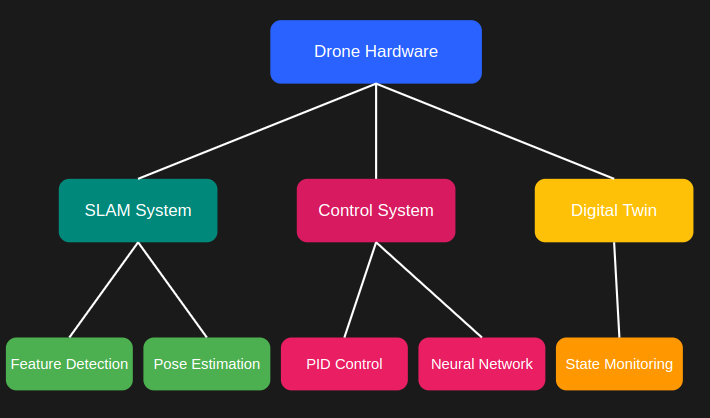 Drone Hardware
SLAM System
Control System
Digital Twin
Feature Detection
Pose Estimation
PID Control
Neural Network
State Monitoring